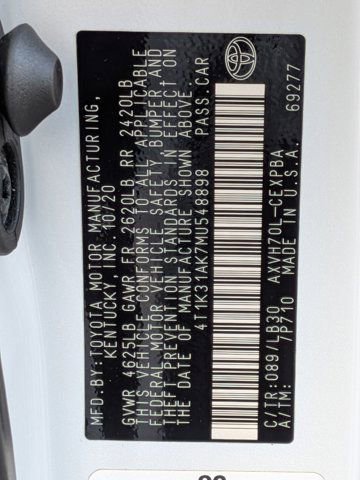 MFD.BY:TOYOTA MOTOR MANUFACTURING,
KENTUCKY, INC. 10/20
GVWR 4625LB GAWR FR 2620LB RR 2420LB
THIS VEHICLE CONFORMS TO ALL APPLICABLE
FEDERAL MOTOR VEHICLE SAFETY, BUMPER AND
THEFT PREVENTION STANDARDS IN EFFECT ON
THE DATE OF MANUFACTURE SHOWN ABOVE.
4T1K31AK7MU548898 PASS.CAR
C/TR:089/LB30 AXVH70L-CEXPBA
A/TM: 7P710 MADE IN U.S.A. 69277